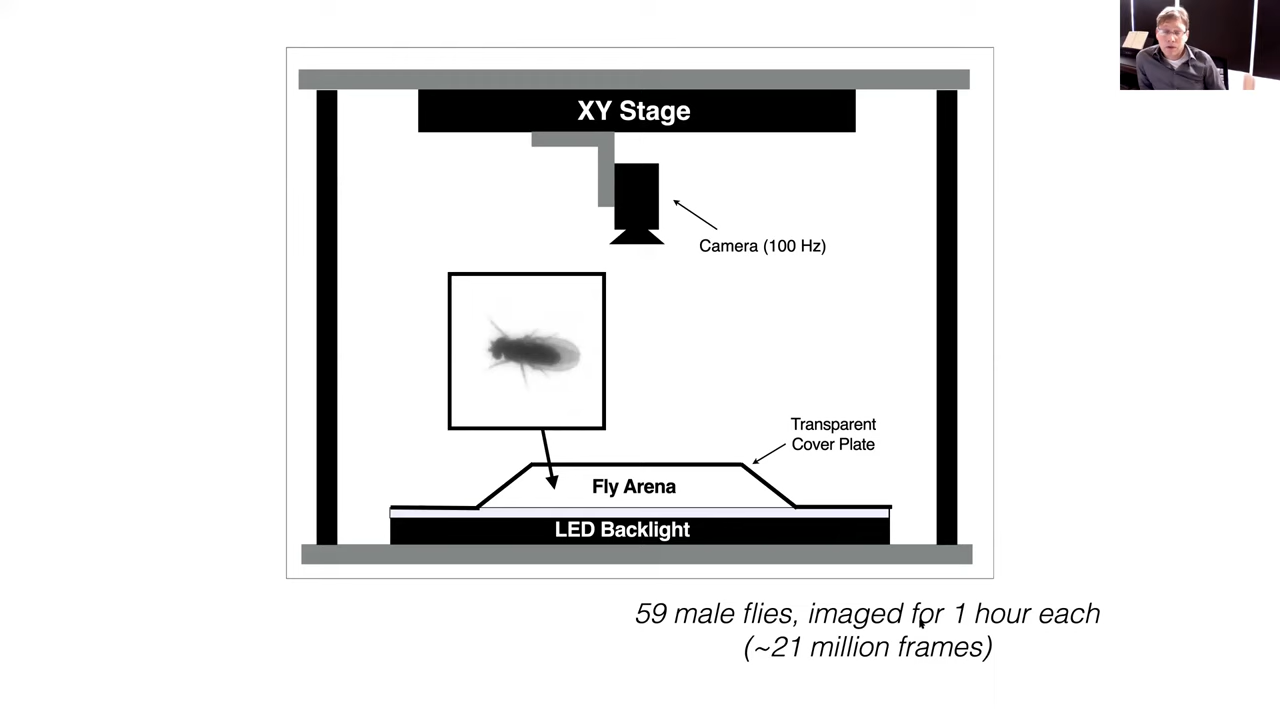 XY Stage
Camera (100 Hz)
Transparent
Cover Plate
Fly Arena
LED Backlight
59 male flies, imaged for 1 hour each
(~21 million frames)